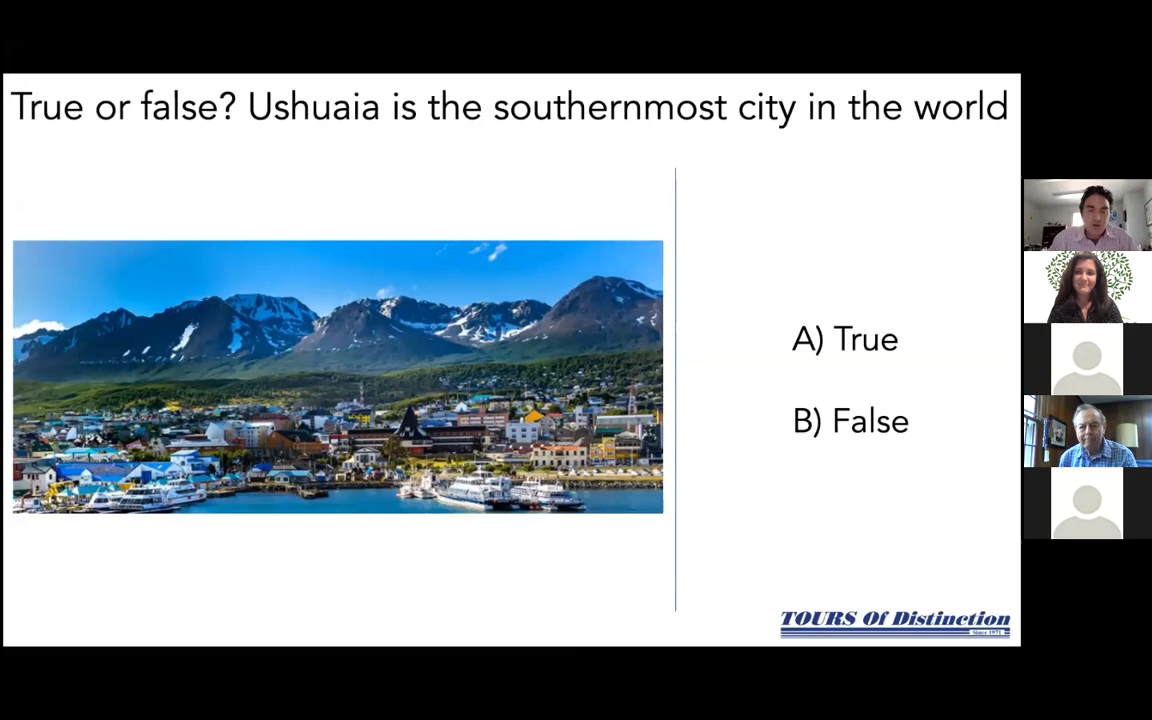 True or false? Ushuaia is the southernmost city in the world
A) True
B) False
TOURS Of Distinction
Since 1971